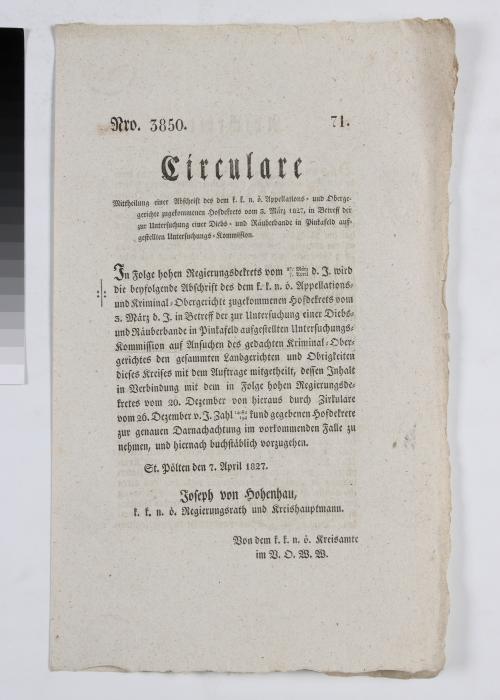 Nro. 3850. 71.
Circulare
Mittheilung einer Abschrift des dem k. k. n. ö. Appellations- und Oberge-
gerichte zugekommenen Hofdekrets vom 3. März 1827, in Betreff der
zur Untersuchung einer Diebs- und Räuberbande in Pinkafeld auf-
gestellten Untersuchungs-Kommission.
In Folge hohen Regierungsdekrets vom 27. März 7. April d. J. wird
die beyfolgende Abschrift des dem k. k. n. ö. Appellations-
und Kriminal-Obergerichte zugekommenen Hofdekrets vom
3. März d. J. in Betreff der zur Untersuchung einer Diebs-
und Räuberbande in Pinkafeld aufgestellten Untersuchungs-
Kommission auf Ansuchen des gedachten Kriminal-Ober-
gerichtes den gesammten Landgerichten und Obrigkeiten
dieses Kreises mit dem Auftrage mitgetheilt, dessen Inhalt
in Verbindung mit dem in Folge hohen Regierungsde-
kretes vom 20. Dezember von hieraus durch Zirkulare
vom 26. Dezember v. J. Zahl kund gegebenen Hofdekrete
zur genauen Darnachachtung im vorkommenden Falle zu
nehmen, und hiernach buchstäblich vorzugehen.
St. Pölten den 7. April 1827.
Joseph von Hohenhau,
k. k. n. ö. Regierungsrath und Kreishauptmann.
Von dem k. k. n. ö. Kreisamte
im V. O. W. W.